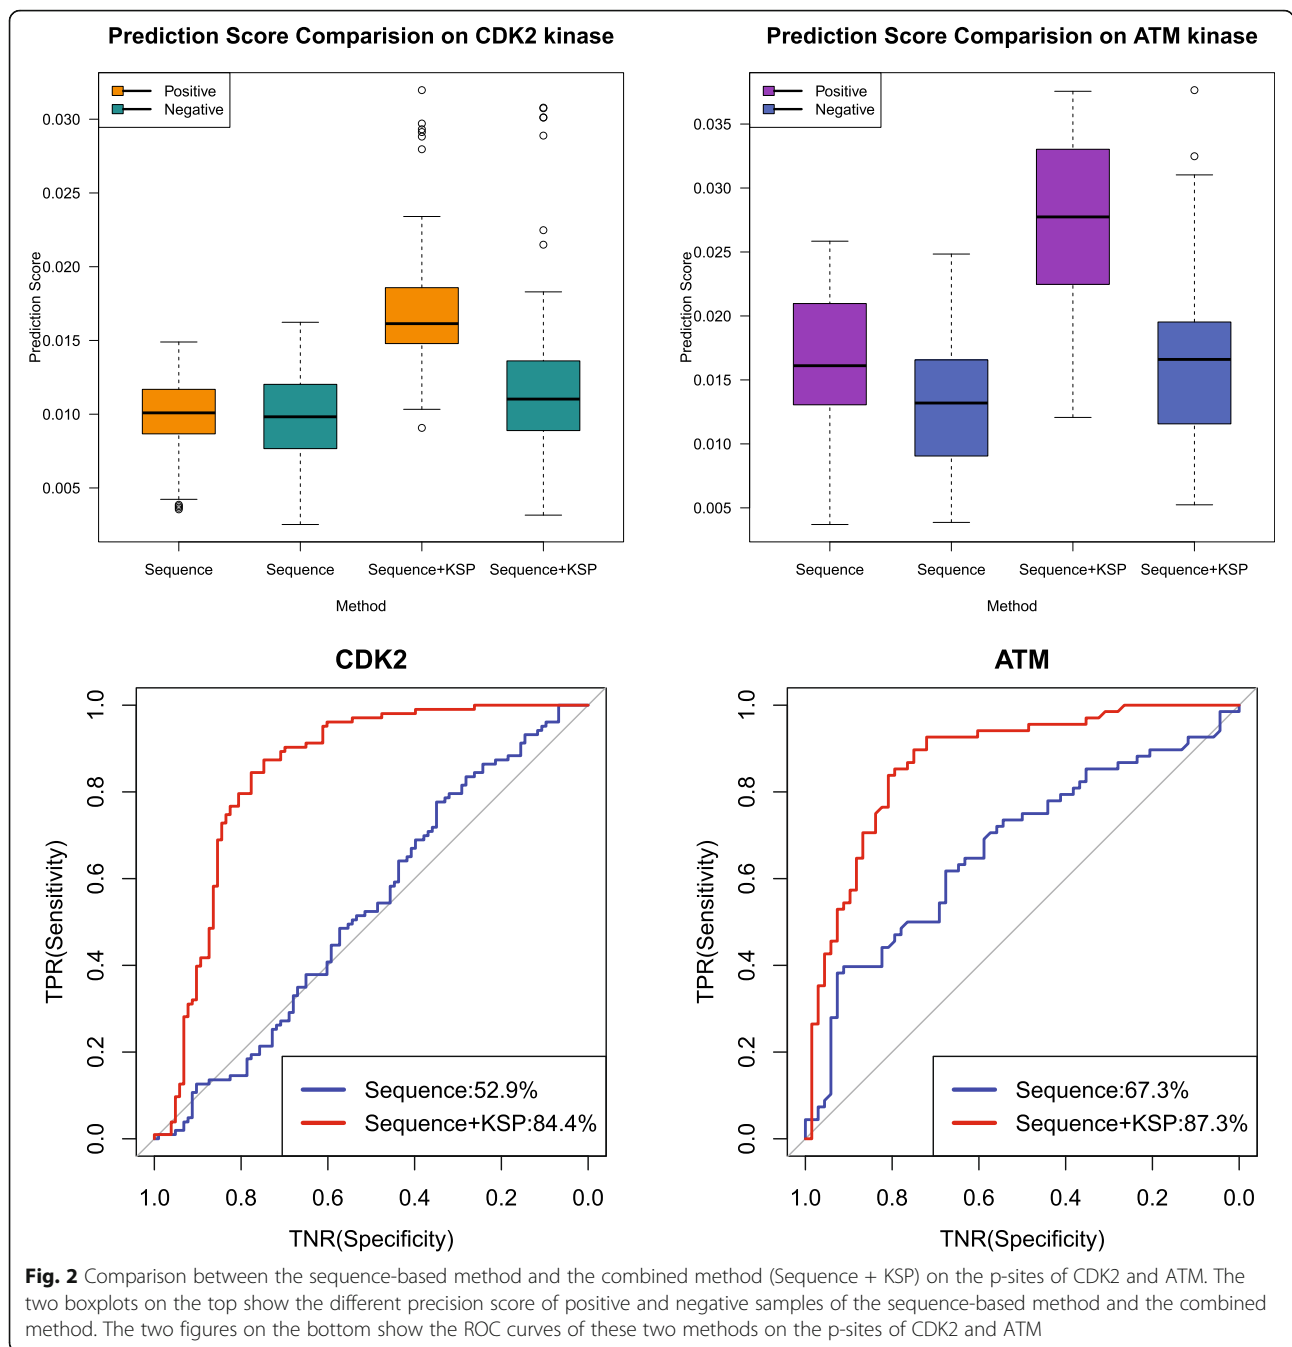 Prediction Score Comparision on CDK2 kinase
Positive
Negative
0.030
0.025
0.020
0.015
0.010
0.005
Prediction Score
Sequence
Sequence
Sequence+KSP
Sequence+KSP
Method
Prediction Score Comparision on ATM kinase
Positive
Negative
0.035
0.030
0.025
0.020
0.015
0.010
0.005
Prediction Score
Sequence
Sequence
Sequence+KSP
Sequence+KSP
Method
CDK2
1.0
0.8
0.6
0.4
0.2
0.0
TPR(Sensitivity)
Sequence:52.9%
Sequence+KSP:84.4%
1.0 0.8 0.6 0.4 0.2 0.0
TNR(Specificity)
ATM
1.0
0.8
0.6
0.4
0.2
0.0
TPR(Sensitivity)
Sequence:67.3%
Sequence+KSP:87.3%
1.0 0.8 0.6 0.4 0.2 0.0
TNR(Specificity)
Fig. 2 Comparison between the sequence-based method and the combined method (Sequence + KSP) on the p-sites of CDK2 and ATM. The
two boxplots on the top show the different precision score of positive and negative samples of the sequence-based method and the combined
method. The two figures on the bottom show the ROC curves of these two methods on the p-sites of CDK2 and ATM